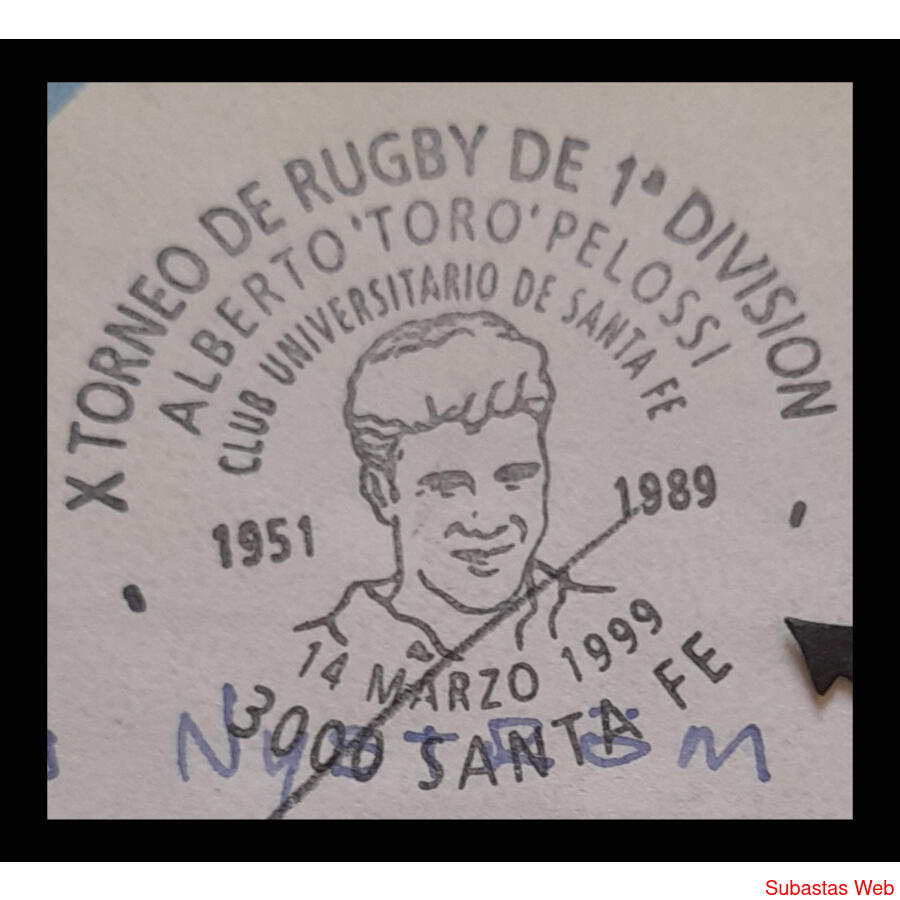 X TORNEO DE RUGBY DE 1ª DIVISION
ALBERTO 'TORO' PELOSSI
CLUB UNIVERSITARIO DE SANTA FE
1951
1989
14 MARZO 1999
3000 SANTA FE
Subastas Web